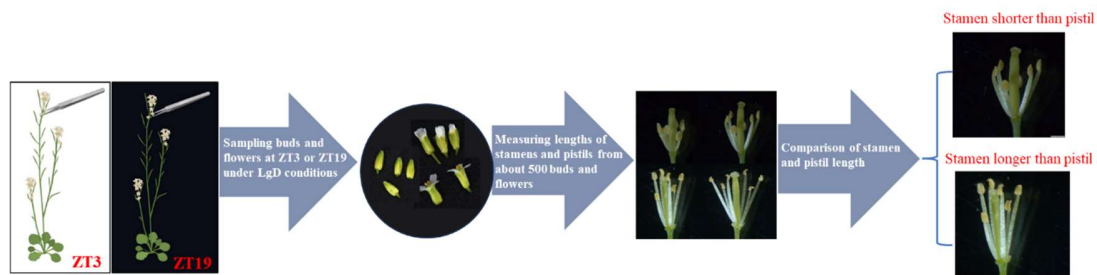 ZT3
ZT19
Sampling buds and
flowers at ZT3 or ZT19
under LgD conditions
Measuring lengths of
stamens and pistils from
about 500 buds and
flowers
Comparison of stamen
and pistil length
Stamen shorter than pistil
Stamen longer than pistil